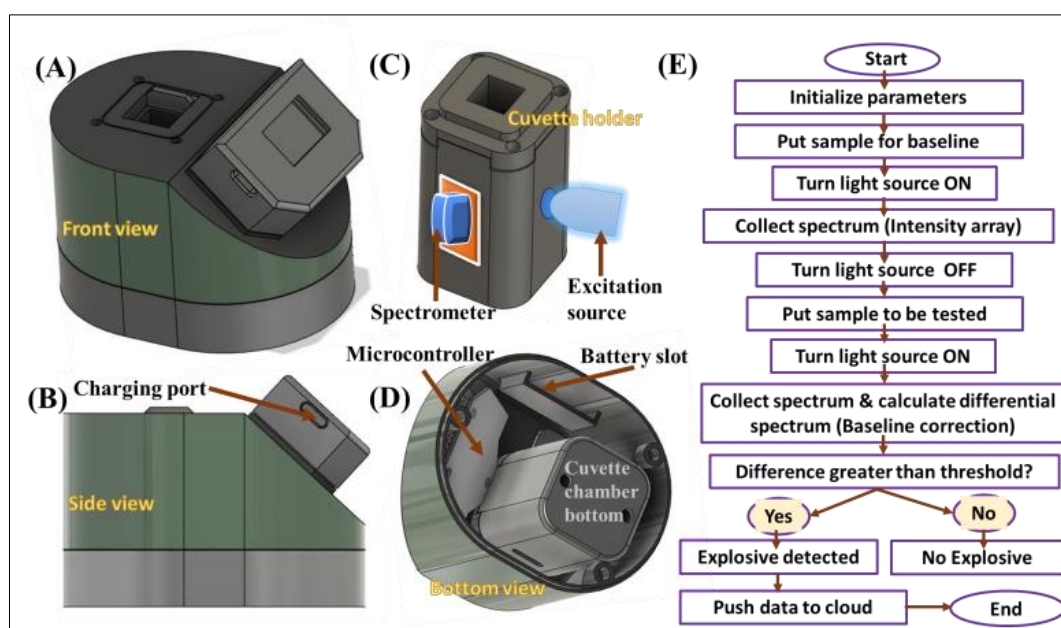 (A)
Front view
(B)
Charging port
Side view
(C)
Cuvette holder
Spectrometer
Excitation
source
Microcontroller
Battery slot
(D)
Cuvette
chamber
bottom
Bottom view
(E)
Start
Initialize parameters
Put sample for baseline
Turn light source ON
Collect spectrum (Intensity array)
Turn light source OFF
Put sample to be tested
Turn light source ON
Collect spectrum & calculate differential
spectrum (Baseline correction)
Difference greater than threshold?
Yes
No
Explosive detected
No Explosive
Push data to cloud
End